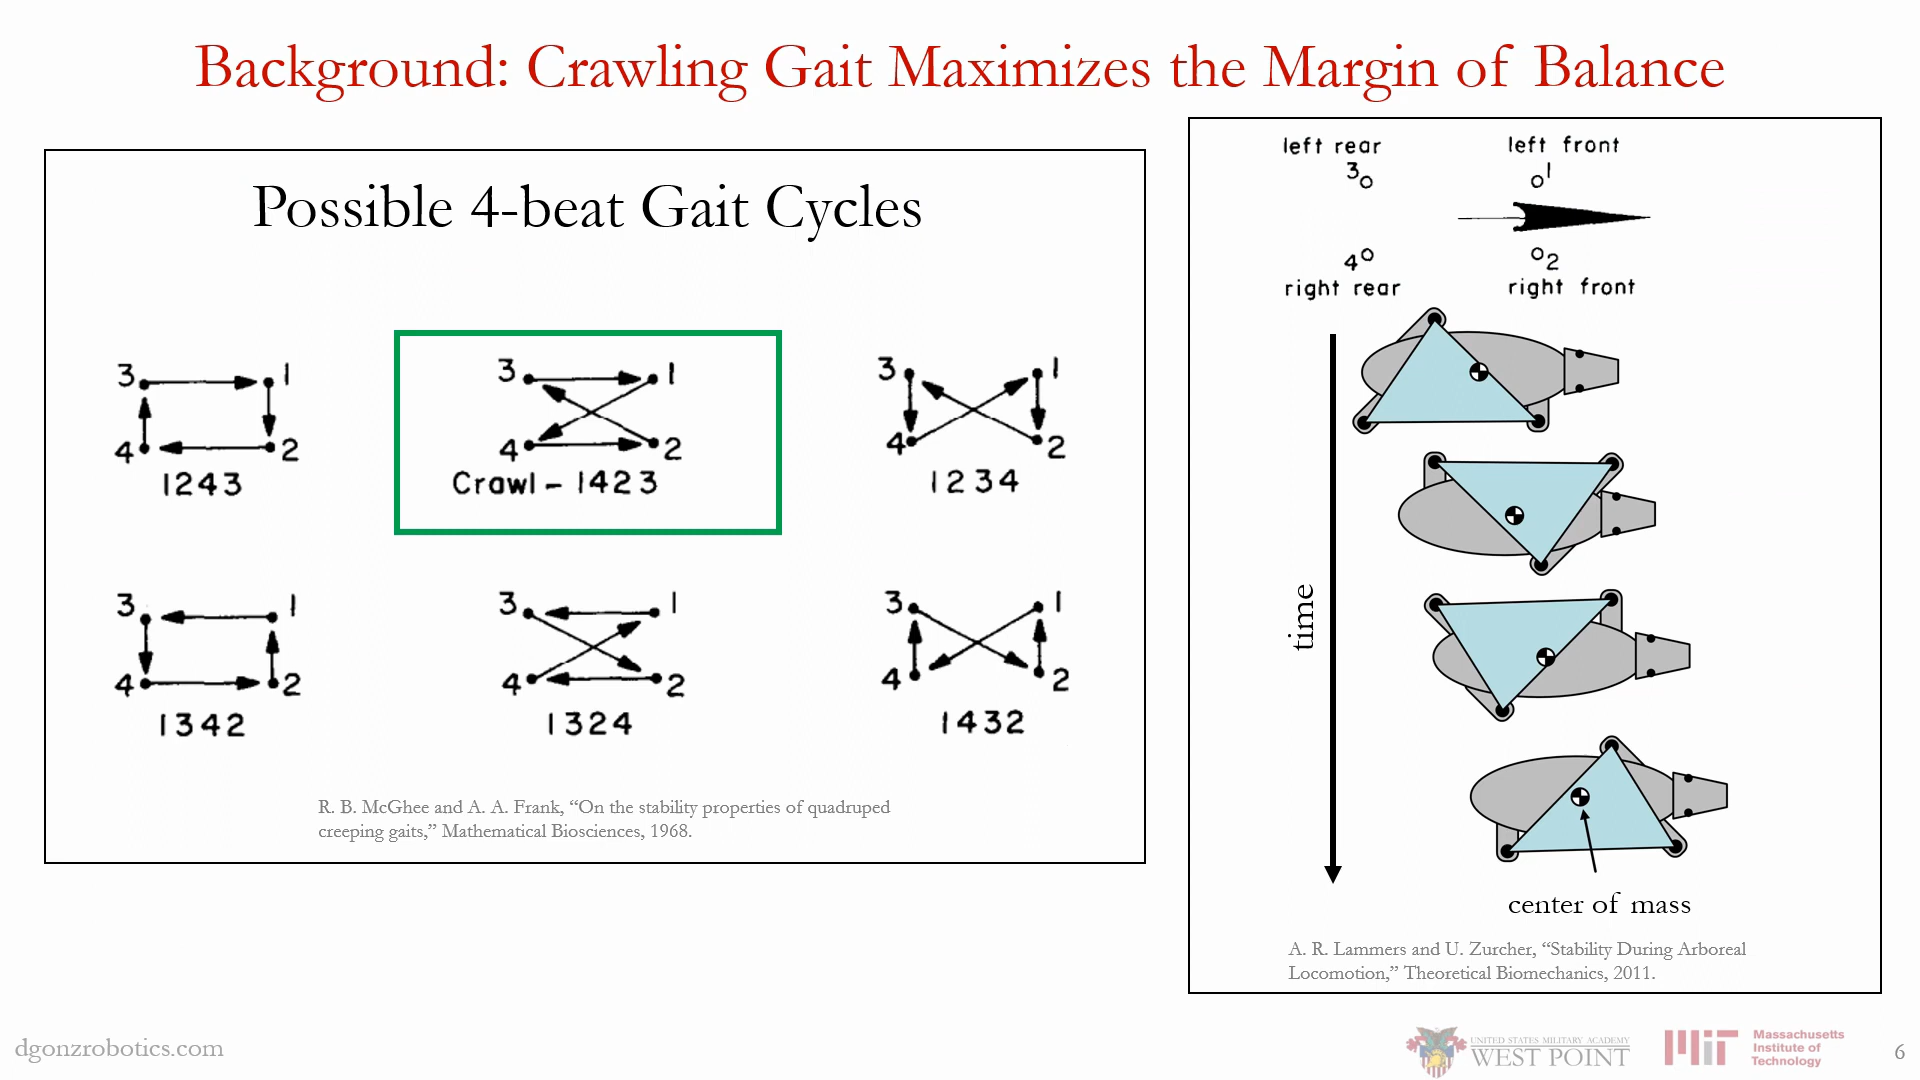 Background: Crawling Gait Maximizes the Margin of Balance
Possible 4-beat Gait Cycles
3 1
4 2
1243
3 1
4 2
Crawl - 1423
3 1
4 2
1234
3 1
4 2
1342
3 1
4 2
1324
3 1
4 2
1432
R. B. McGhee and A. A. Frank, “On the stability properties of quadruped
creeping gaits,” Mathematical Biosciences, 1968.
left rear left front
3 1
4 2
right rear right front
time
center of mass
A. R. Lammers and U. Zurcher, “Stability During Arboreal
Locomotion,” Theoretical Biomechanics, 2011.
dgonzrobotics.com
UNITED STATES MILITARY ACADEMY
WEST POINT
Massachusetts
Institute of
Technology
6